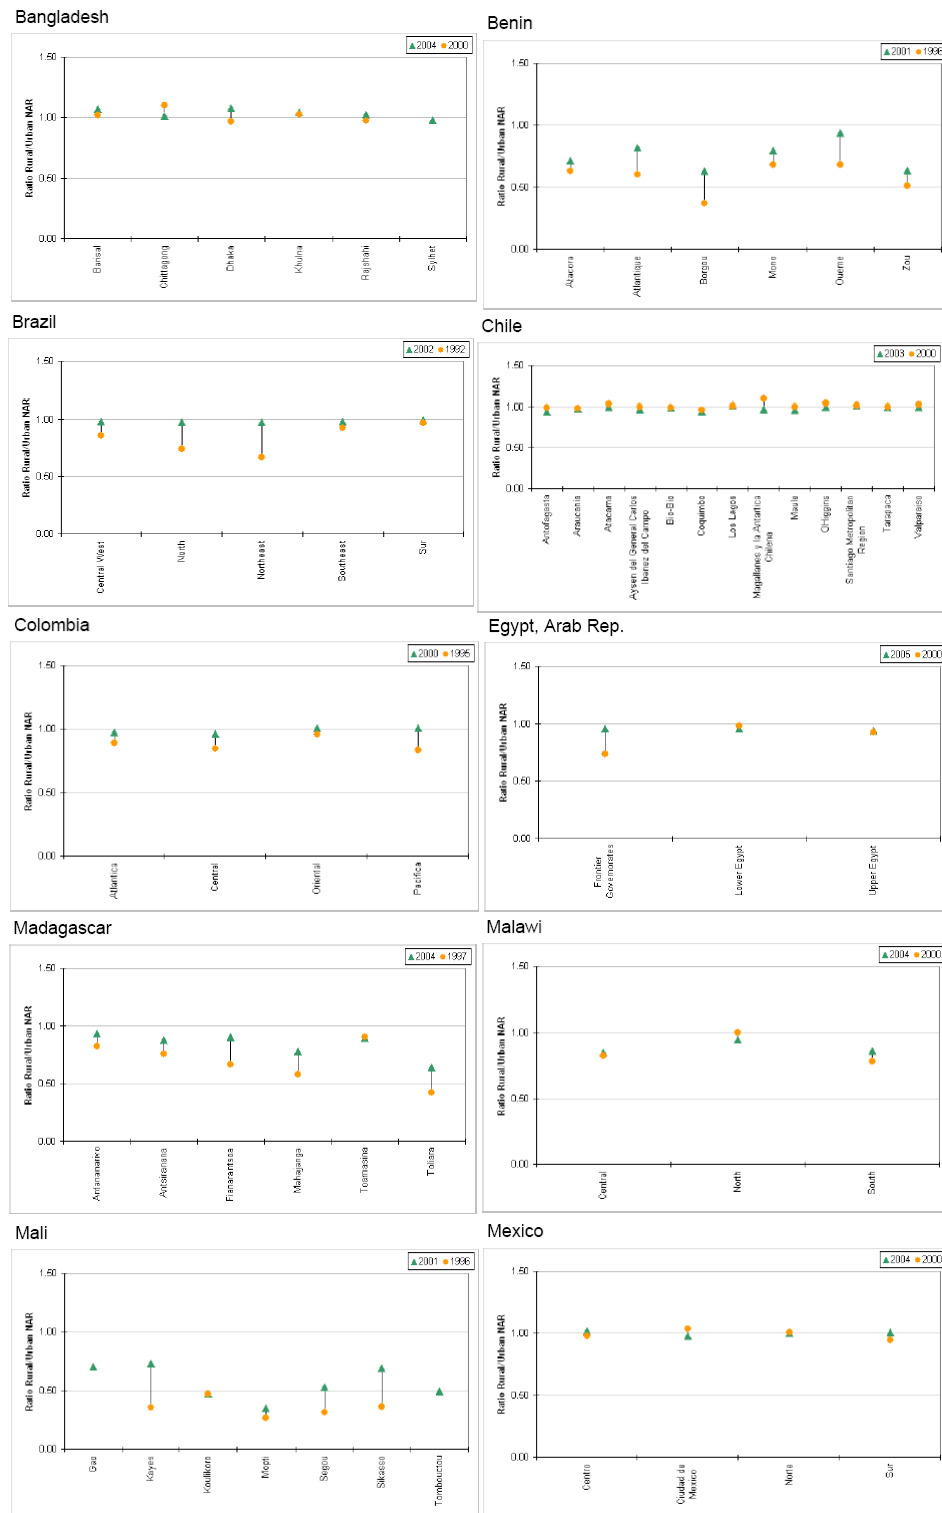 Bangladesh
2004 2000
1.50
1.00
0.50
0.00
Ratio Rural/Urban NAR
Barisal
Chittagong
Dhaka
Khulna
Rajshahi
Sylhet
Benin
2001 1996
1.50
1.00
0.50
0.00
Ratio Rural/Urban NAR
Atacora
Atlantique
Borgou
Mono
Oueme
Zou
Brazil
2002 1992
1.50
1.00
0.50
0.00
Ratio Rural/Urban NAR
Central West
North
Northeast
Southeast
Sur
Chile
2003 2000
1.50
1.00
0.50
0.00
Ratio Rural/Urban NAR
Antofagasta
Araucania
Atacama
Aysen del General Carlos
Ibanez del Campo
Bio-Bio
Coquimbo
Los Lagos
Magallanes y la Antartica
Chilena
Maule
O'Higgins
Santiago Metropolitan
Region
Tarapaca
Valparaiso
Colombia
2000 1995
1.50
1.00
0.50
0.00
Ratio Rural/Urban NAR
Atlantica
Central
Oriental
Pacifica
Egypt, Arab Rep.
2005 2000
1.50
1.00
0.50
0.00
Ratio Rural/Urban NAR
Frontier
Governorates
Lower Egypt
Upper Egypt
Madagascar
2004 1997
1.50
1.00
0.50
0.00
Ratio Rural/Urban NAR
Antananarivo
Antsiranana
Fianarantsoa
Mahajanga
Toamasina
Toliara
Malawi
2004 2000
1.50
1.00
0.50
0.00
Ratio Rural/Urban NAR
Central
North
South
Mali
2001 1996
1.50
1.00
0.50
0.00
Ratio Rural/Urban NAR
Gao
Kayes
Koulikoro
Mopti
Segou
Sikasso
Tombouctou
Mexico
2004 2000
1.50
1.00
0.50
0.00
Ratio Rural/Urban NAR
Centro
Ciudad de
Mexico
Norte
Sur